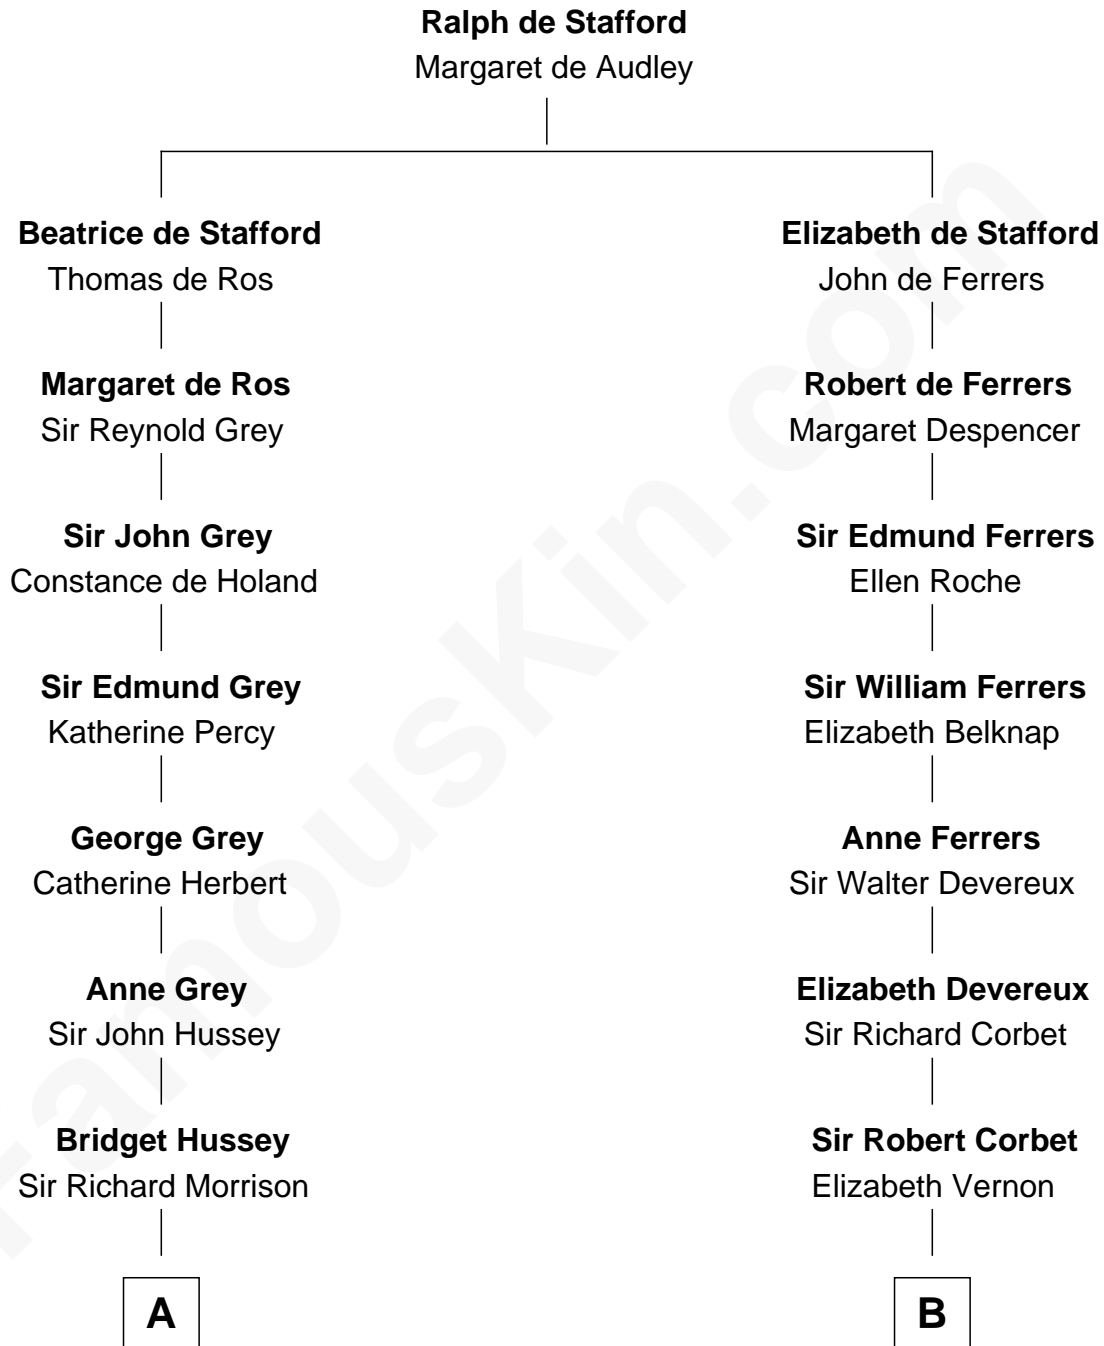 Ralph de Stafford
Margaret de Audley
Beatrice de Stafford
Thomas de Ros
Elizabeth de Stafford
John de Ferrers
Margaret de Ros
Sir Reynold Grey
Robert de Ferrers
Margaret Despencer
Sir John Grey
Constance de Holand
Sir Edmund Ferrers
Ellen Roche
Sir Edmund Grey
Katherine Percy
Sir William Ferrers
Elizabeth Belknap
George Grey
Catherine Herbert
Anne Ferrers
Sir Walter Devereux
Anne Grey
Sir John Hussey
Elizabeth Devereux
Sir Richard Corbet
Bridget Hussey
Sir Richard Morrison
Sir Robert Corbet
Elizabeth Vernon
A
B
FamousKin.com